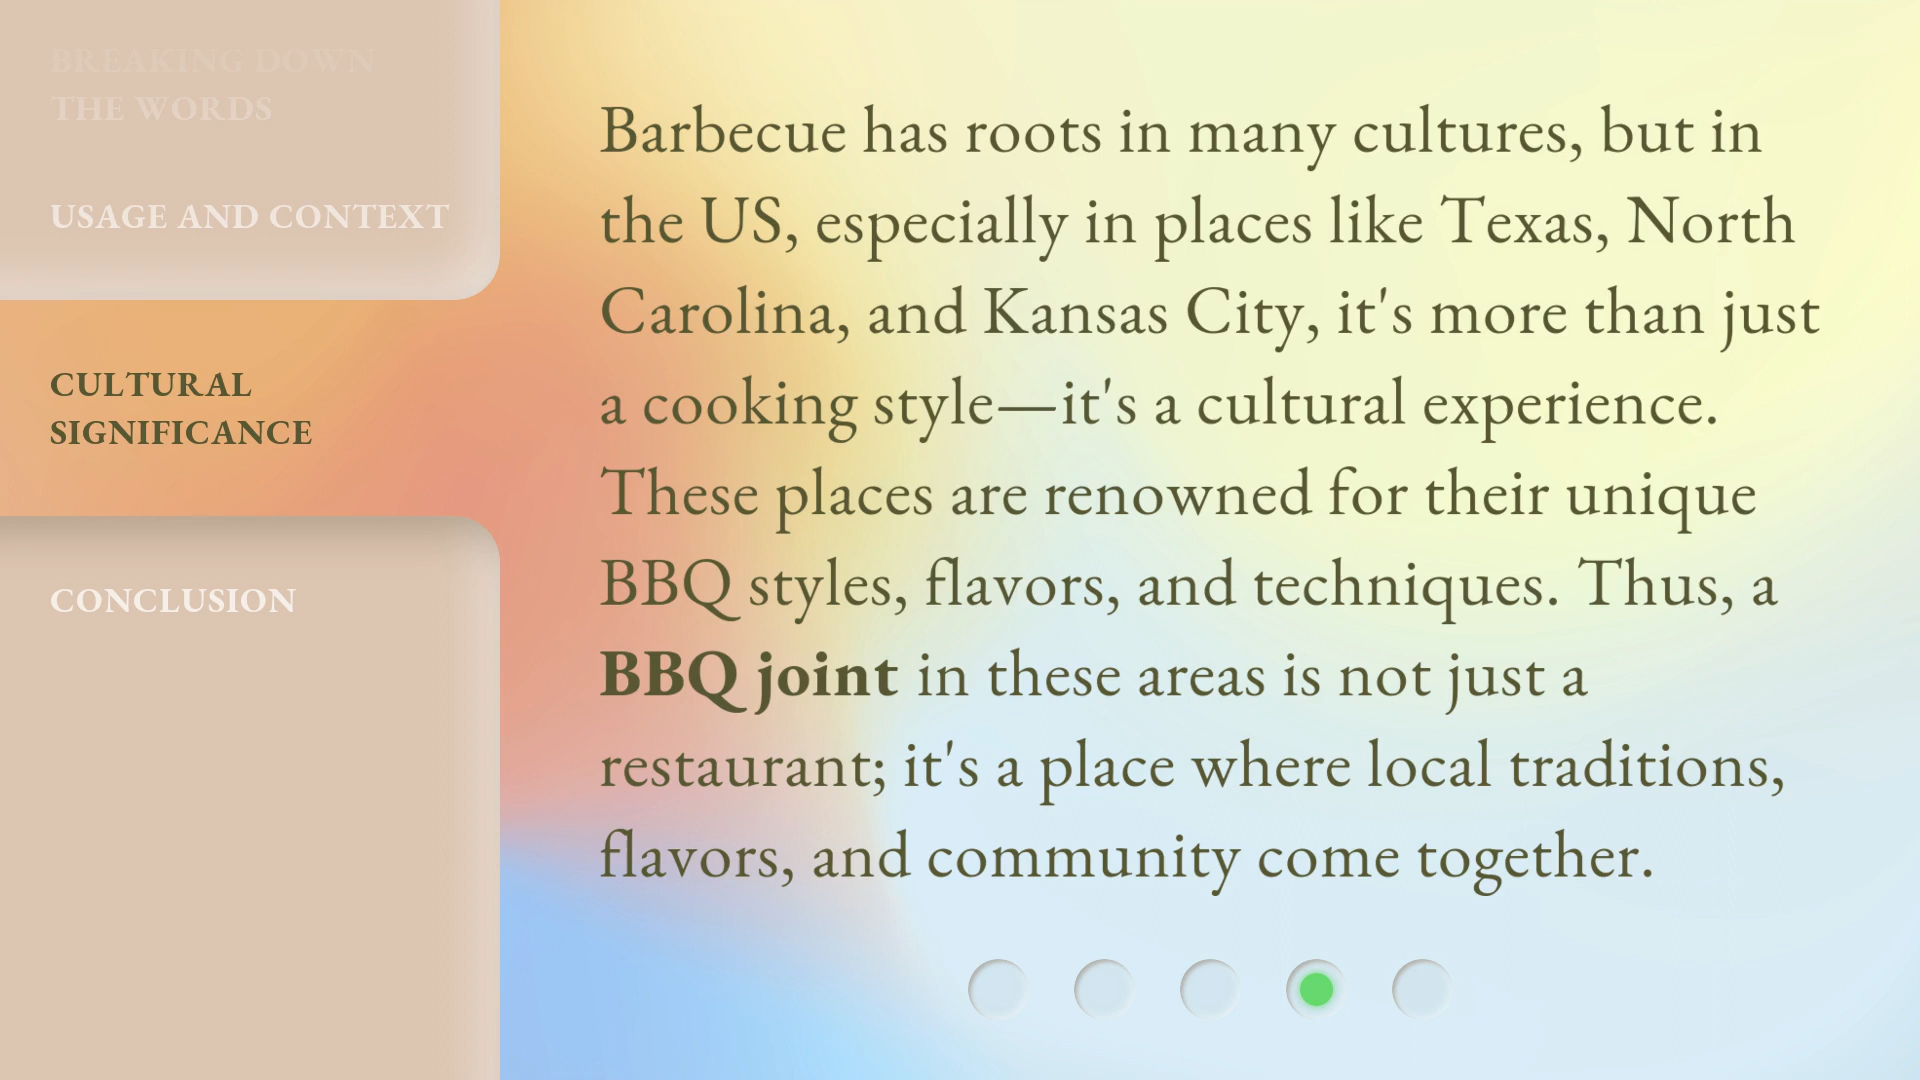 BREAKING DOWN
THE WORDS
USAGE AND CONTEXT
CULTURAL
SIGNIFICANCE
CONCLUSION
Barbecue has roots in many cultures, but in
the US, especially in places like Texas, North
Carolina, and Kansas City, it's more than just
a cooking style—it's a cultural experience.
These places are renowned for their unique
BBQ styles, flavors, and techniques. Thus, a
BBQ joint in these areas is not just a
restaurant; it's a place where local traditions,
flavors, and community come together.